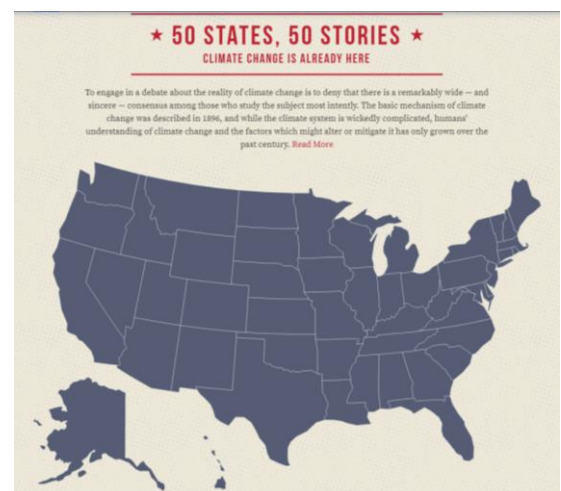 ★ 50 STATES, 50 STORIES ★
CLIMATE CHANGE IS ALREADY HERE
To engage in a debate about the reality of climate change is to deny that there is a remarkably wide — and
sincere — consensus among those who study the subject most intently. The basic mechanism of climate
change was described in 1896, and while the climate system is wickedly complicated, humans'
understanding of climate change and the factors which might alter or mitigate it has only grown over the
past century. Read More